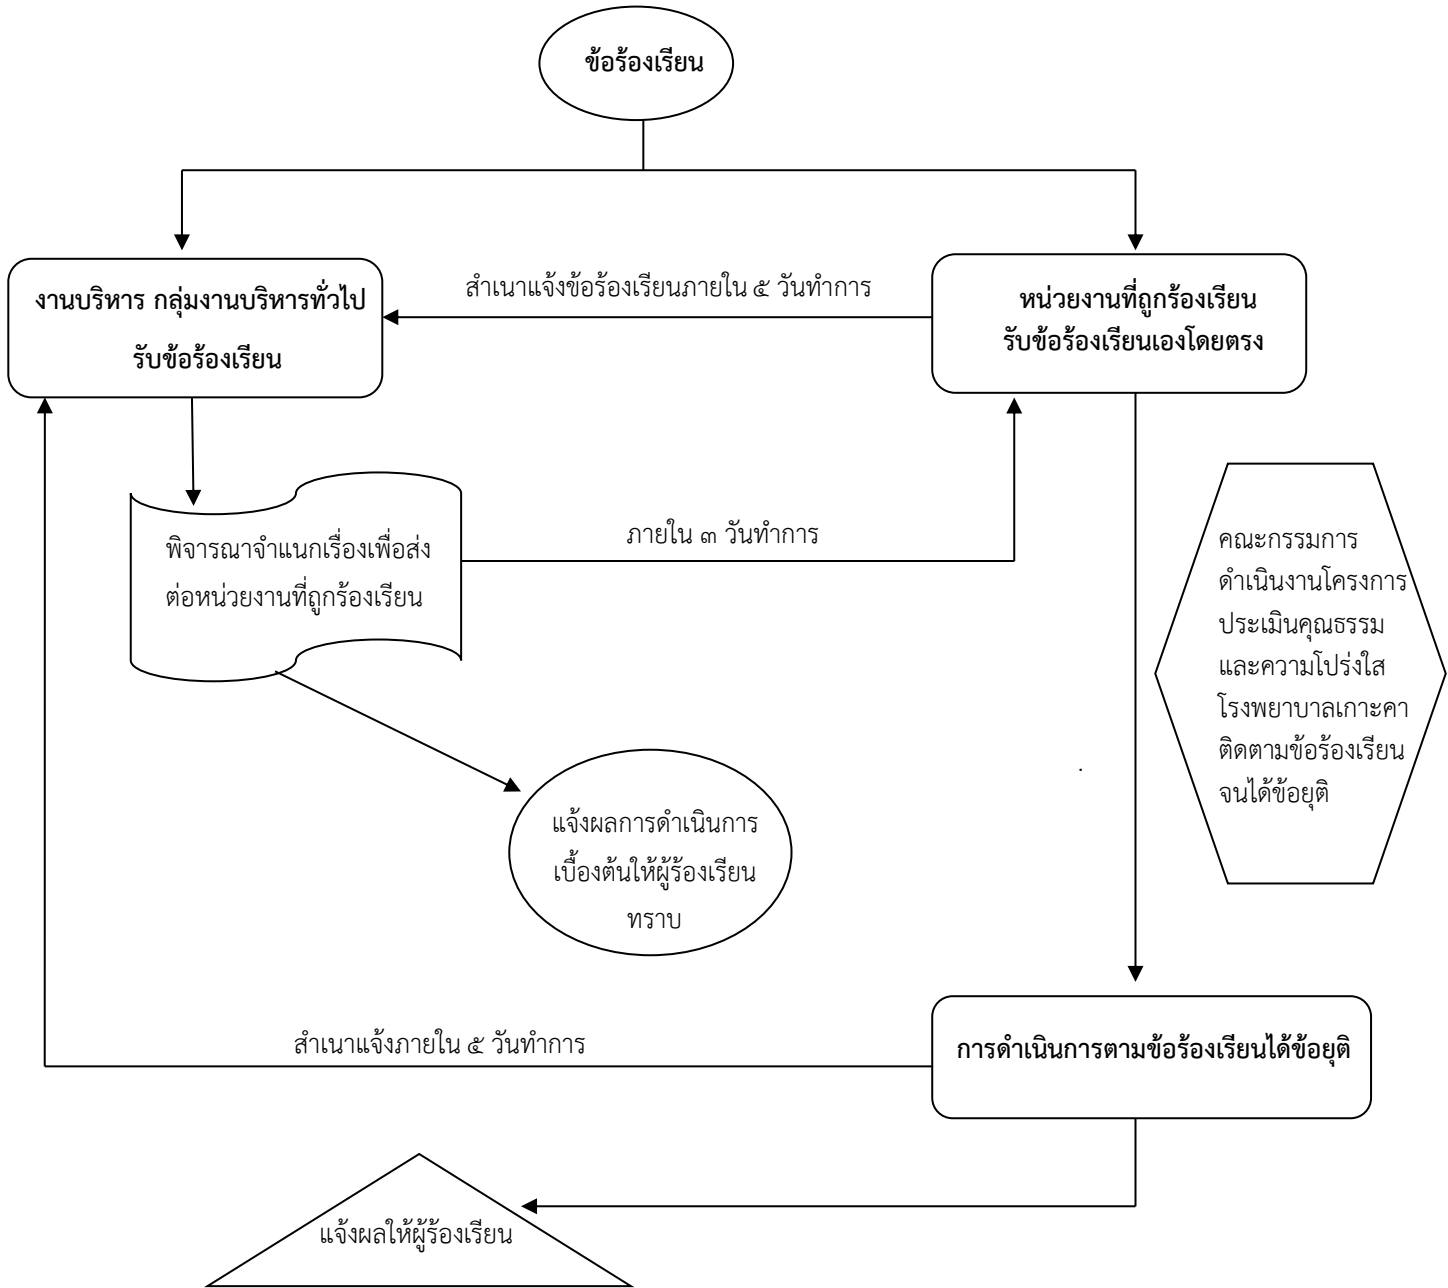 ข้อร้องเรียน
งานบริหาร กลุ่มงานบริหารทั่วไป
รับข้อร้องเรียน
สำเนาแจ้งข้อร้องเรียนภายใน ๕ วันทำการ
หน่วยงานที่ถูกร้องเรียน
รับข้อร้องเรียนเองโดยตรง
พิจารณาจำแนกเรื่องเพื่อส่ง
ต่อหน่วยงานที่ถูกร้องเรียน
ภายใน ๓ วันทำการ
คณะกรรมการ
ดำเนินงานโครงการ
ประเมินคุณธรรม
และความโปร่งใส
โรงพยาบาลเกาะคา
ติดตามข้อร้องเรียน
จนได้ข้อยุติ
แจ้งผลการดำเนินการ
เบื้องต้นให้ผู้ร้องเรียน
ทราบ
สำเนาแจ้งภายใน ๕ วันทำการ
การดำเนินการตามข้อร้องเรียนได้ข้อยุติ
แจ้งผลให้ผู้ร้องเรียน